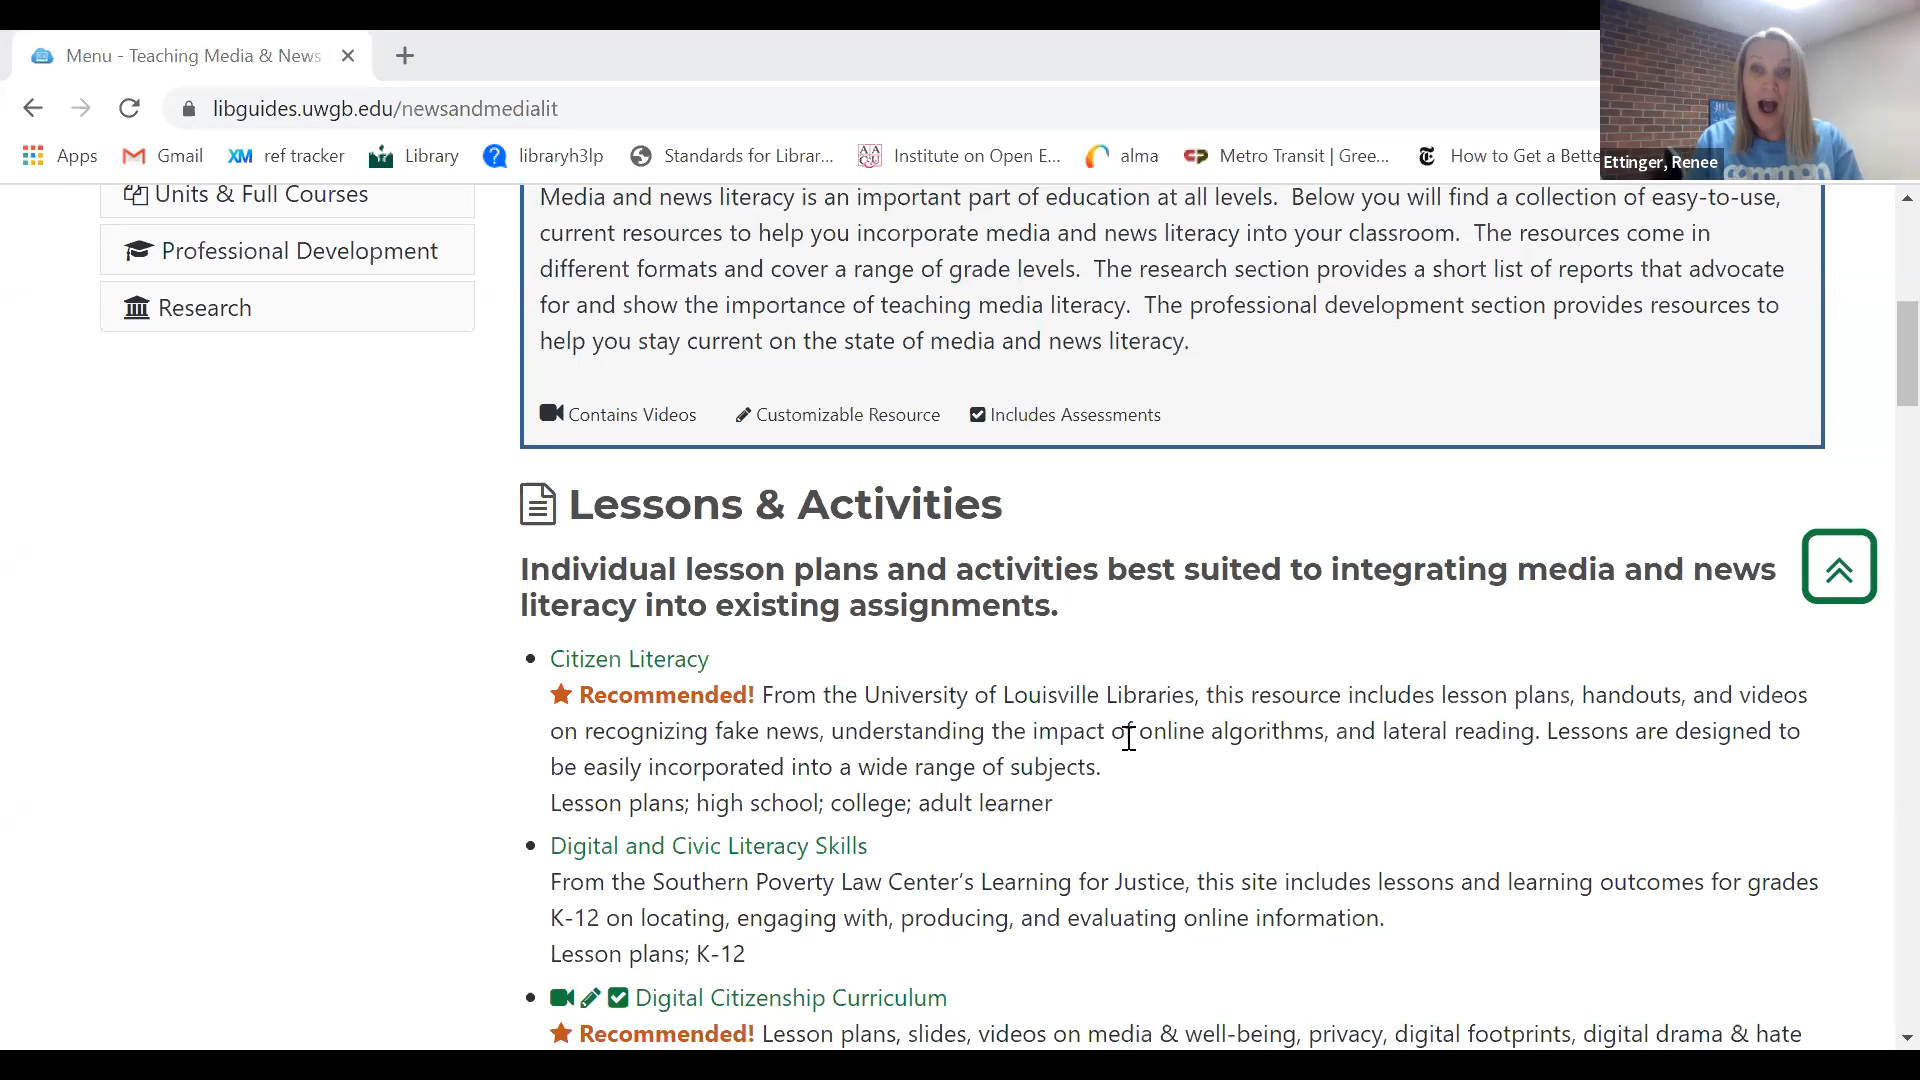 Menu - Teaching Media & News
libguides.uwgb.edu/newsandmedialit
Apps
Gmail
XM ref tracker
Library
? libraryh3lp
Standards for Librar...
Institute on Open E...
alma
Metro Transit | Gree...
How to Get a Bette
Ettinger, Renee
common
Units & Full Courses
Professional Development
Research
Media and news literacy is an important part of education at all levels. Below you will find a collection of easy-to-use,
current resources to help you incorporate media and news literacy into your classroom. The resources come in
different formats and cover a range of grade levels. The research section provides a short list of reports that advocate
for and show the importance of teaching media literacy. The professional development section provides resources to
help you stay current on the state of media and news literacy.
Contains Videos
Customizable Resource
Includes Assessments
Lessons & Activities
Individual lesson plans and activities best suited to integrating media and news
literacy into existing assignments.
Citizen Literacy
Recommended! From the University of Louisville Libraries, this resource includes lesson plans, handouts, and videos
on recognizing fake news, understanding the impact of online algorithms, and lateral reading. Lessons are designed to
be easily incorporated into a wide range of subjects.
Lesson plans; high school; college; adult learner
Digital and Civic Literacy Skills
From the Southern Poverty Law Center’s Learning for Justice, this site includes lessons and learning outcomes for grades
K-12 on locating, engaging with, producing, and evaluating online information.
Lesson plans; K-12
Digital Citizenship Curriculum
Recommended! Lesson plans, slides, videos on media & well-being, privacy, digital footprints, digital drama & hate